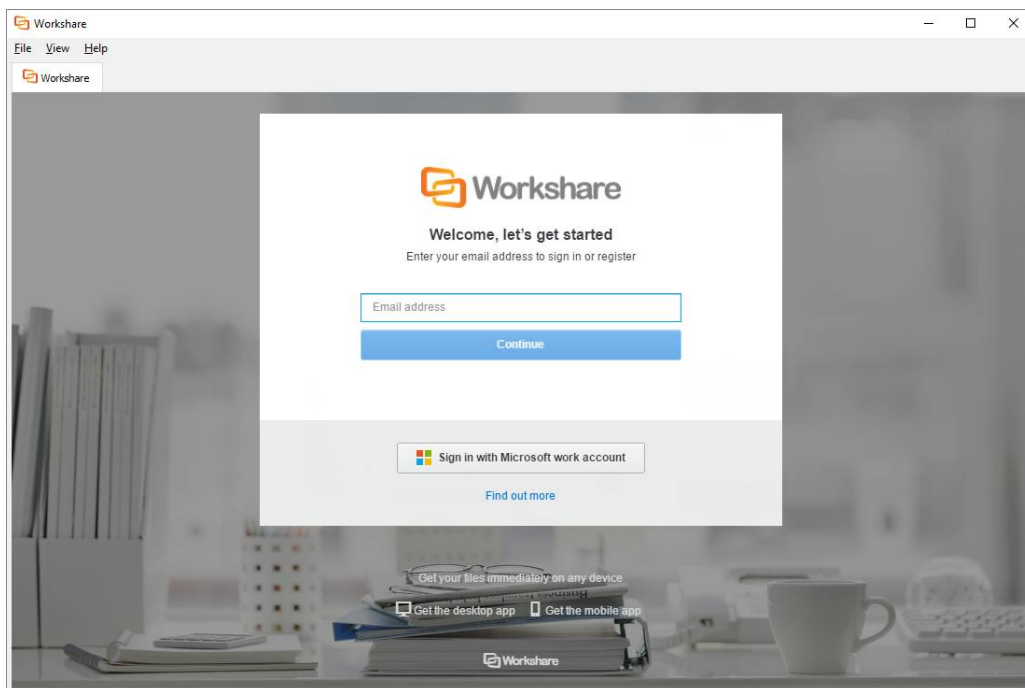 Workshare
File View Help
Workshare
Workshare
Welcome, let's get started
Enter your email address to sign in or register
Email address
Continue
Sign in with Microsoft work account
Find out more
Get your files immediately on any device
Business
Get the desktop app Get the mobile app
Workshare